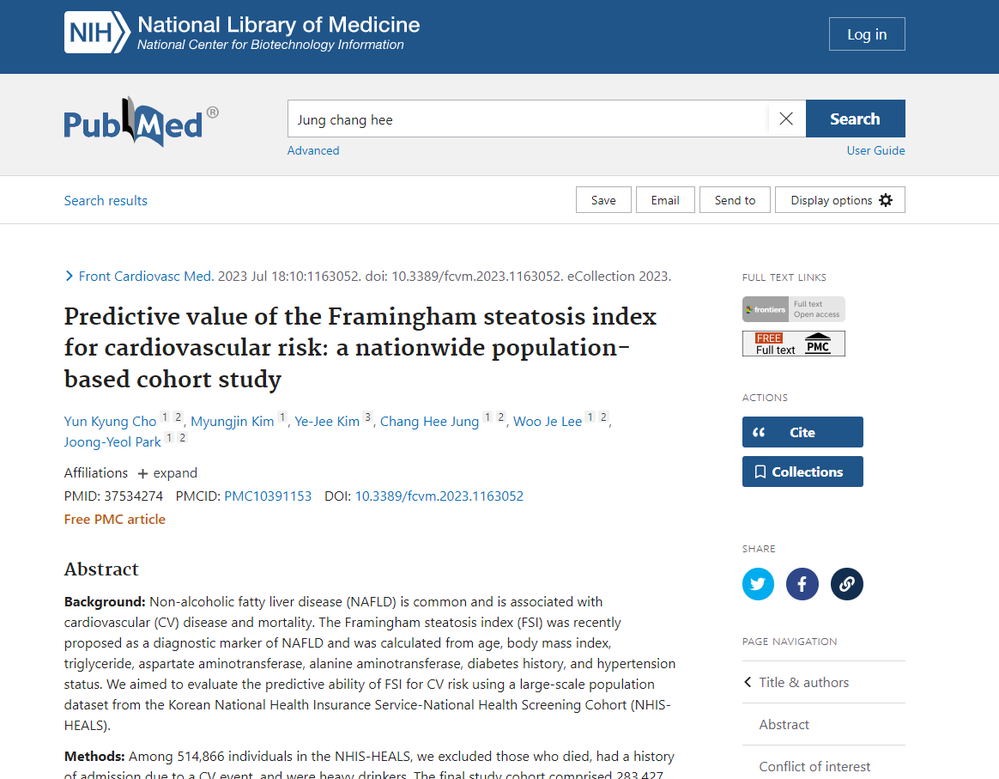 NIH National Library of Medicine
National Center for Biotechnology Information
Log in
PubMed®
Jung chang hee
Search
Advanced
User Guide
Search results
Save
Email
Send to
Display options
Front Cardiovasc Med. 2023 Jul 18:10:1163052. doi: 10.3389/fcvm.2023.1163052. eCollection 2023.
Predictive value of the Framingham steatosis index
for cardiovascular risk: a nationwide population-
based cohort study
Yun Kyung Cho 1 2, Myungjin Kim 1, Ye-Jee Kim 3, Chang Hee Jung 1 2, Woo Je Lee 1 2,
Joong-Yeol Park 1 2
Affiliations + expand
PMID: 37534274 PMCID: PMC10391153 DOI: 10.3389/fcvm.2023.1163052
Free PMC article
Abstract
Background: Non-alcoholic fatty liver disease (NAFLD) is common and is associated with
cardiovascular (CV) disease and mortality. The Framingham steatosis index (FSI) was recently
proposed as a diagnostic marker of NAFLD and was calculated from age, body mass index,
triglyceride, aspartate aminotransferase, alanine aminotransferase, diabetes history, and hypertension
status. We aimed to evaluate the predictive ability of FSI for CV risk using a large-scale population
dataset from the Korean National Health Insurance Service-National Health Screening Cohort (NHIS-
HEALS).
Methods: Among 514,866 individuals in the NHIS-HEALS, we excluded those who died, had a history
of admission due to a CV event, and were heavy drinkers. The final study cohort comprised 283,427
FULL TEXT LINKS
frontiers Full text
Open access
FREE
Full text PMC
ACTIONS
Cite
Collections
SHARE
PAGE NAVIGATION
Title & authors
Abstract
Conflict of interest